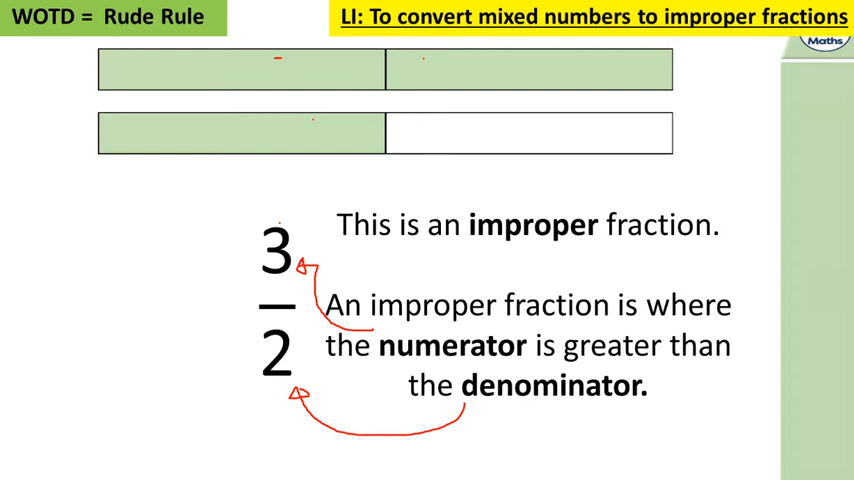 WOTD = Rude Rule
LI: To convert mixed numbers to improper fractions
Maths
3
2
This is an improper fraction.
An improper fraction is where
the numerator is greater than
the denominator.